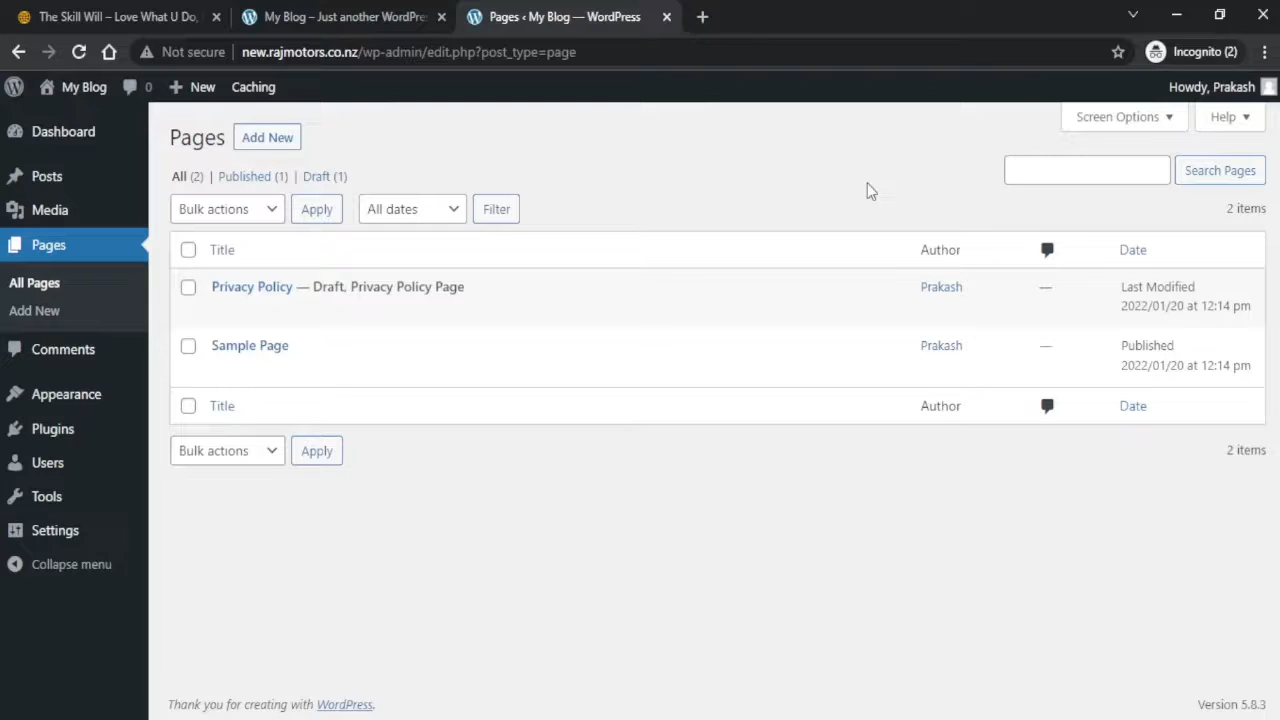 The Skill Will – Love What U Do,
My Blog – Just another WordPre
Pages ‹ My Blog — WordPress
Not secure
new.rajmotors.co.nz/wp-admin/edit.php?post_type=page
Incognito (2)
My Blog
0
New
Caching
Howdy, Prakash
Dashboard
Posts
Media
Pages
All Pages
Add New
Comments
Appearance
Plugins
Users
Tools
Settings
Collapse menu
Screen Options
Help
Pages
Add New
All (2) | Published (1) | Draft (1)
Search Pages
Bulk actions
Apply
All dates
Filter
2 items
Title
Author
Date
Privacy Policy — Draft, Privacy Policy Page
Prakash
—
Last Modified
2022/01/20 at 12:14 pm
Sample Page
Prakash
—
Published
2022/01/20 at 12:14 pm
Title
Author
Date
Bulk actions
Apply
2 items
Thank you for creating with WordPress.
Version 5.8.3